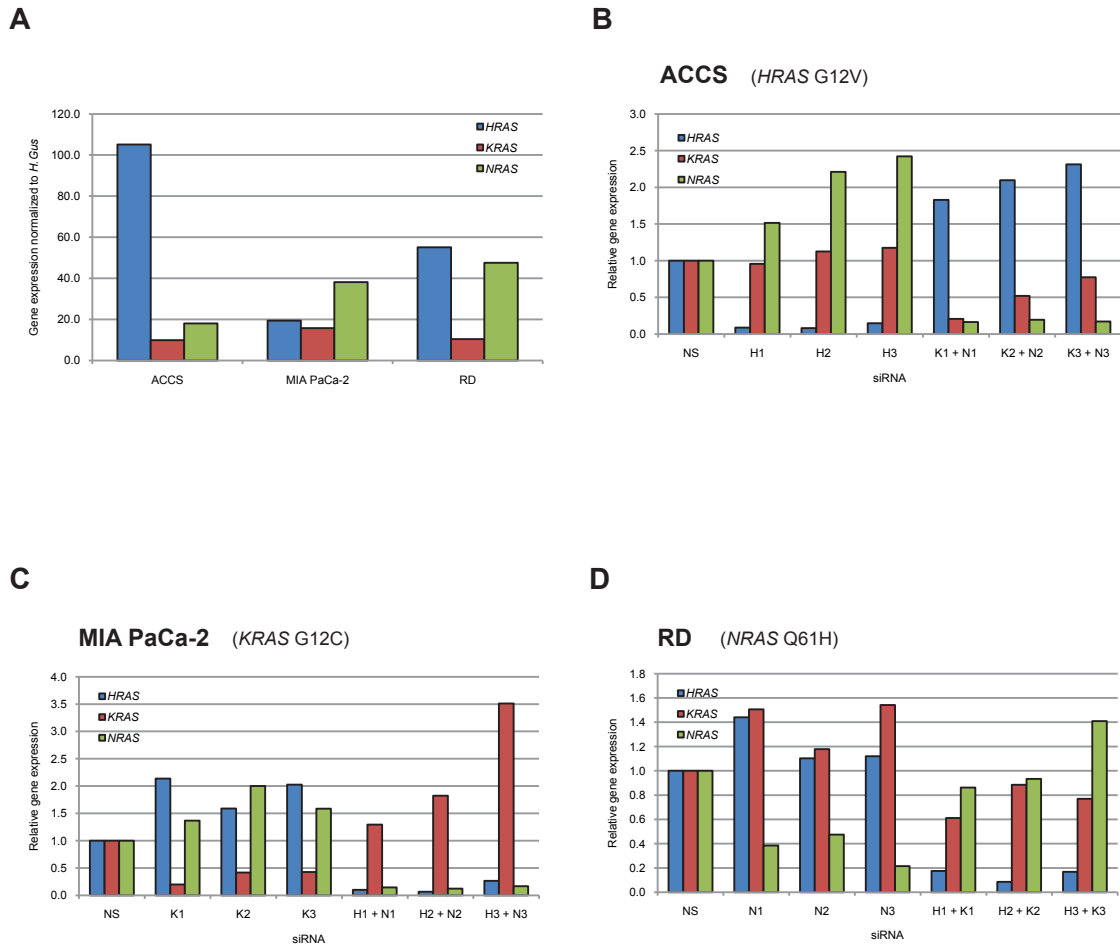 A
Gene expression normalized to H.Gus
120.0
100.0
80.0
60.0
40.0
20.0
0.0
HRAS
KRAS
NRAS
ACCS MIA PaCa-2 RD
B
ACCS (HRAS G12V)
Relative gene expression
3.0
2.5
2.0
1.5
1.0
0.5
0.0
HRAS
KRAS
NRAS
NS H1 H2 H3 K1 + N1 K2 + N2 K3 + N3
siRNA
C
MIA PaCa-2 (KRAS G12C)
Relative gene expression
4.0
3.5
3.0
2.5
2.0
1.5
1.0
0.5
0.0
HRAS
KRAS
NRAS
NS K1 K2 K3 H1 + N1 H2 + N2 H3 + N3
siRNA
D
RD (NRAS Q61H)
Relative gene expression
1.8
1.6
1.4
1.2
1.0
0.8
0.6
0.4
0.2
0.0
HRAS
KRAS
NRAS
NS N1 N2 N3 H1 + K1 H2 + K2 H3 + K3
siRNA